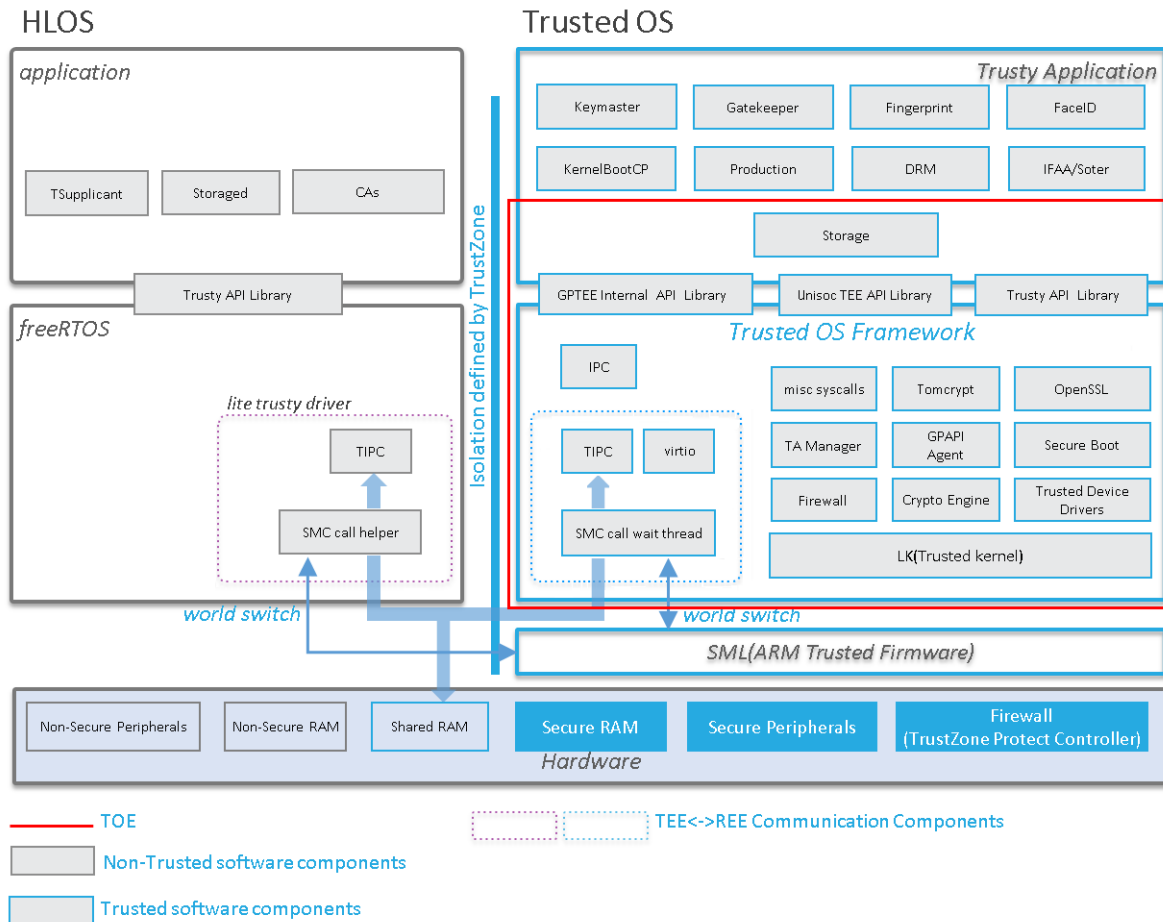 HLOS
Trusted OS
application
TSupplicant
Storaged
CAs
Trusty API Library
freeRTOS
lite trusty driver
TIPC
SMC call helper
world switch
Isolation defined by TrustZone
Trusty Application
Keymaster
Gatekeeper
Fingerprint
FaceID
KernelBootCP
Production
DRM
IFAA/Soter
Storage
GPTEE Internal API Library
Unisoc TEE API Library
Trusty API Library
Trusted OS Framework
IPC
TIPC
virtio
SMC call wait thread
misc syscalls
Tomcrypt
OpenSSL
TA Manager
GPAPI
Agent
Secure Boot
Firewall
Crypto Engine
Trusted Device
Drivers
LK(Trusted kernel)
world switch
SML(ARM Trusted Firmware)
Non-Secure Peripherals
Non-Secure RAM
Shared RAM
Secure RAM
Secure Peripherals
Firewall
(TrustZone Protect Controller)
Hardware
TOE
TEE<->REE Communication Components
Non-Trusted software components
Trusted software components